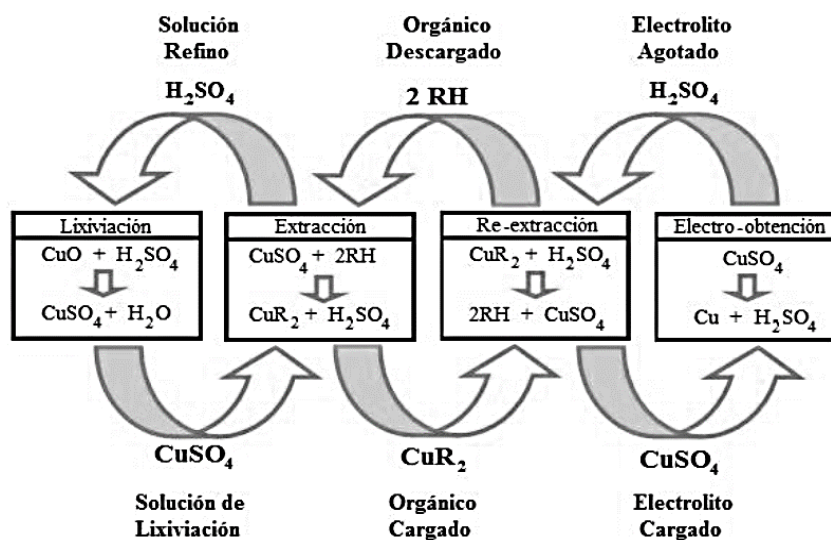 Solución
Refino
H₂SO₄
Orgánico
Descargado
2 RH
Electrolito
Agotado
H₂SO₄
Lixiviación
CuO + H₂SO₄
CuSO₄ + H₂O
Extracción
CuSO₄ + 2RH
CuR₂ + H₂SO₄
Re-extracción
CuR₂ + H₂SO₄
2RH + CuSO₄
Electro-obtención
CuSO₄
Cu + H₂SO₄
CuSO₄
Solución de
Lixiviación
CuR₂
Orgánico
Cargado
CuSO₄
Electrolito
Cargado